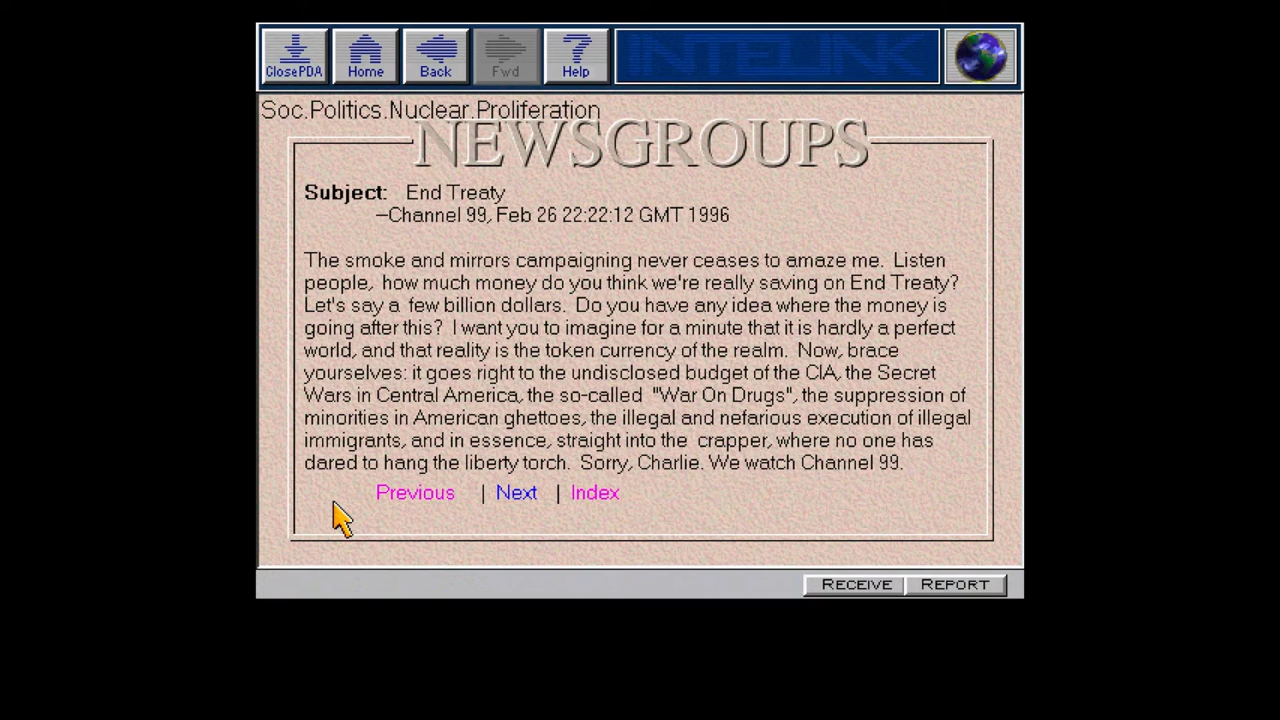 ClosePDA Home Back Fwd Help INTELINK
Soc.Politics.Nuclear.Proliferation
NEWSGROUPS
Subject: End Treaty
–Channel 99, Feb 26 22:22:12 GMT 1996
The smoke and mirrors campaigning never ceases to amaze me. Listen
people, how much money do you think we're really saving on End Treaty?
Let's say a few billion dollars. Do you have any idea where the money is
going after this? I want you to imagine for a minute that it is hardly a perfect
world, and that reality is the token currency of the realm. Now, brace
yourselves: it goes right to the undisclosed budget of the CIA, the Secret
Wars in Central America, the so-called "War On Drugs", the suppression of
minorities in American ghettoes, the illegal and nefarious execution of illegal
immigrants, and in essence, straight into the crapper, where no one has
dared to hang the liberty torch. Sorry, Charlie. We watch Channel 99.
Previous | Next | Index
RECEIVE REPORT